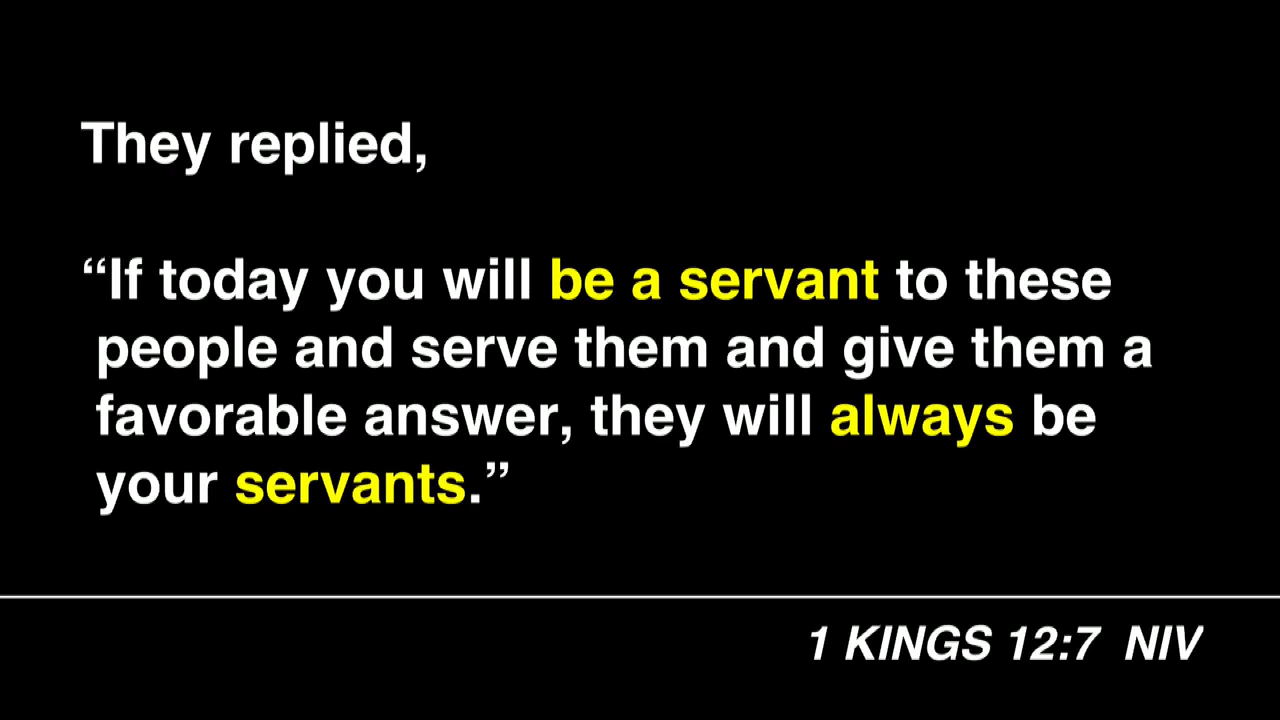 They replied,
“If today you will be a servant to these
people and serve them and give them a
favorable answer, they will always be
your servants.”
1 KINGS 12:7 NIV